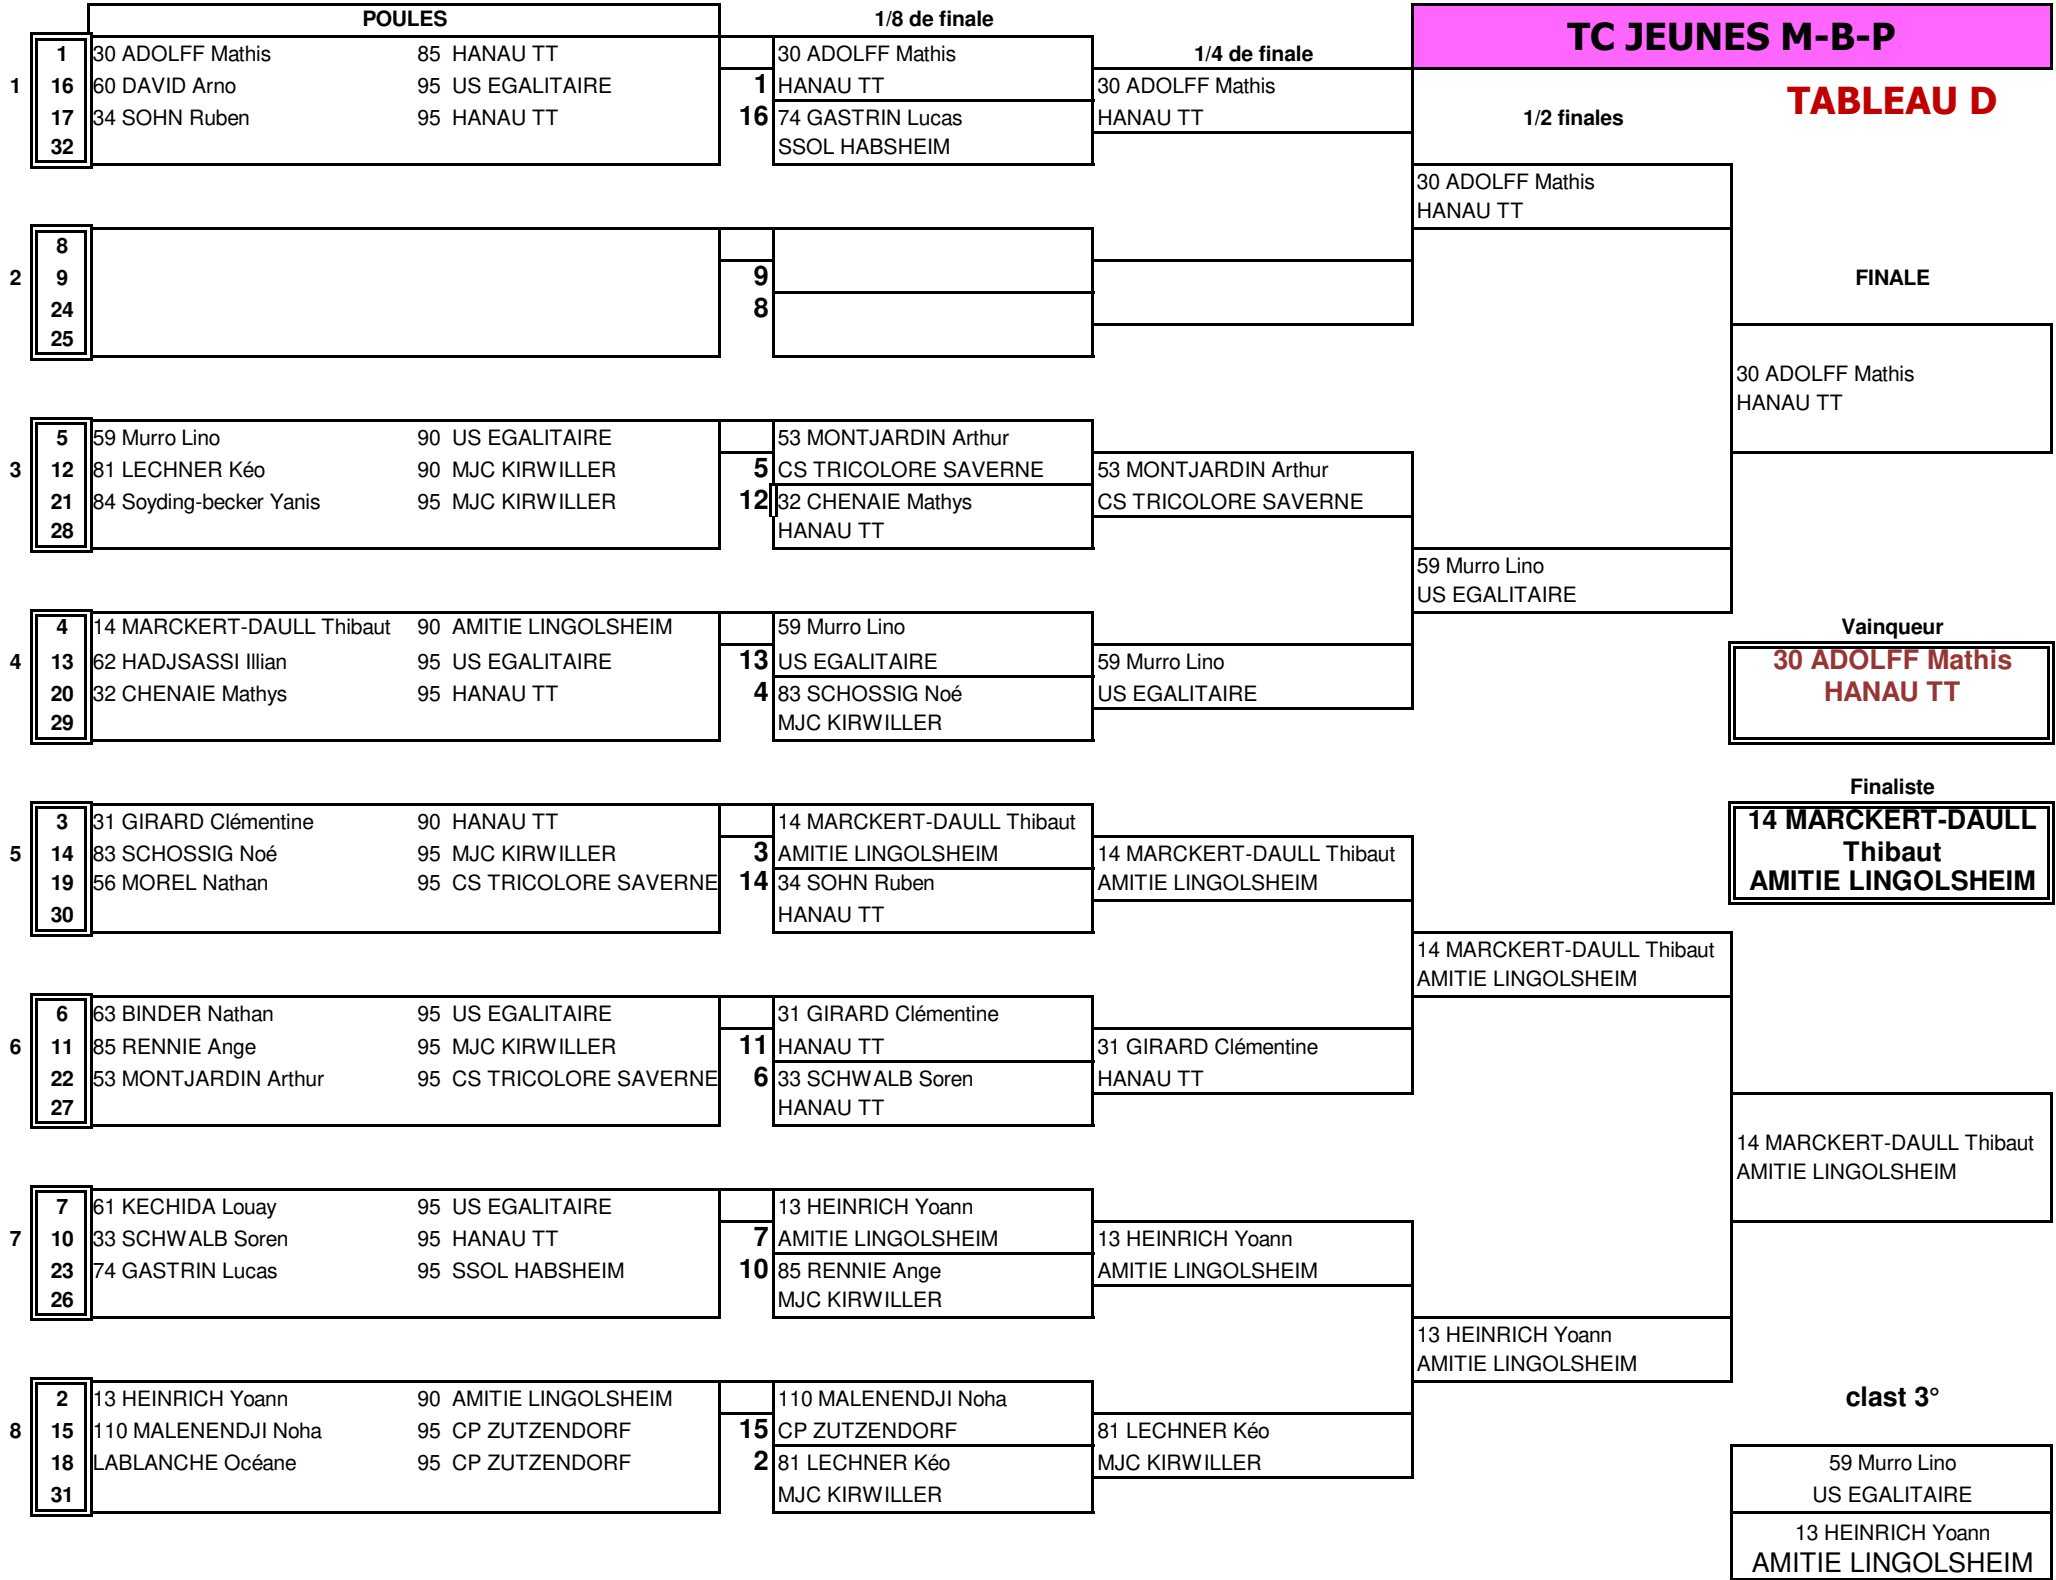 POULES 1/8 de finale TC JEUNES M-B-P
1 30 ADOLFF Mathis 85 HANAU TT 30 ADOLFF Mathis 1/4 de finale
1 16 60 DAVID Arno 95 US EGALITAIRE 1 HANAU TT 30 ADOLFF Mathis TABLEAU D
17 34 SOHN Ruben 95 HANAU TT 16 74 GASTRIN Lucas HANAU TT 1/2 finales
32 SSOL HABSHEIM
30 ADOLFF Mathis
HANAU TT
8
2 9 9 FINALE
24 8
25
30 ADOLFF Mathis
HANAU TT
5 59 Murro Lino 90 US EGALITAIRE 53 MONTJARDIN Arthur
3 12 81 LECHNER Kéo 90 MJC KIRWILLER 5 CS TRICOLORE SAVERNE 53 MONTJARDIN Arthur
21 84 Soyding-becker Yanis 95 MJC KIRWILLER 12 32 CHENAIE Mathys CS TRICOLORE SAVERNE
28 HANAU TT
59 Murro Lino
US EGALITAIRE
4 14 MARCKERT-DAULL Thibaut 90 AMITIE LINGOLSHEIM 59 Murro Lino Vainqueur
4 13 62 HADJSASSI Illian 95 US EGALITAIRE 13 US EGALITAIRE 59 Murro Lino 30 ADOLFF Mathis
20 32 CHENAIE Mathys 95 HANAU TT 4 83 SCHOSSIG Noé US EGALITAIRE HANAU TT
29 MJC KIRWILLER
Finaliste
3 31 GIRARD Clémentine 90 HANAU TT 14 MARCKERT-DAULL Thibaut 14 MARCKERT-DAULL
5 14 83 SCHOSSIG Noé 95 MJC KIRWILLER 3 AMITIE LINGOLSHEIM 14 MARCKERT-DAULL Thibaut Thibaut
19 56 MOREL Nathan 95 CS TRICOLORE SAVERNE 14 34 SOHN Ruben AMITIE LINGOLSHEIM AMITIE LINGOLSHEIM
30 HANAU TT
14 MARCKERT-DAULL Thibaut
AMITIE LINGOLSHEIM
6 63 BINDER Nathan 95 US EGALITAIRE 31 GIRARD Clémentine
6 11 85 RENNIE Ange 95 MJC KIRWILLER 11 HANAU TT 31 GIRARD Clémentine
22 53 MONTJARDIN Arthur 95 CS TRICOLORE SAVERNE 6 33 SCHWALB Soren HANAU TT
27 HANAU TT
14 MARCKERT-DAULL Thibaut
AMITIE LINGOLSHEIM
7 61 KECHIDA Louay 95 US EGALITAIRE 13 HEINRICH Yoann
7 10 33 SCHWALB Soren 95 HANAU TT 7 AMITIE LINGOLSHEIM 13 HEINRICH Yoann
23 74 GASTRIN Lucas 95 SSOL HABSHEIM 10 85 RENNIE Ange AMITIE LINGOLSHEIM
26 MJC KIRWILLER
13 HEINRICH Yoann
AMITIE LINGOLSHEIM
2 13 HEINRICH Yoann 90 AMITIE LINGOLSHEIM 110 MALENENDJI Noha clast 3°
8 15 110 MALENENDJI Noha 95 CP ZUTZENDORF 15 CP ZUTZENDORF 81 LECHNER Kéo
18 LABLANCHE Océane 95 CP ZUTZENDORF 2 81 LECHNER Kéo MJC KIRWILLER 59 Murro Lino
31 MJC KIRWILLER US EGALITAIRE
13 HEINRICH Yoann
AMITIE LINGOLSHEIM